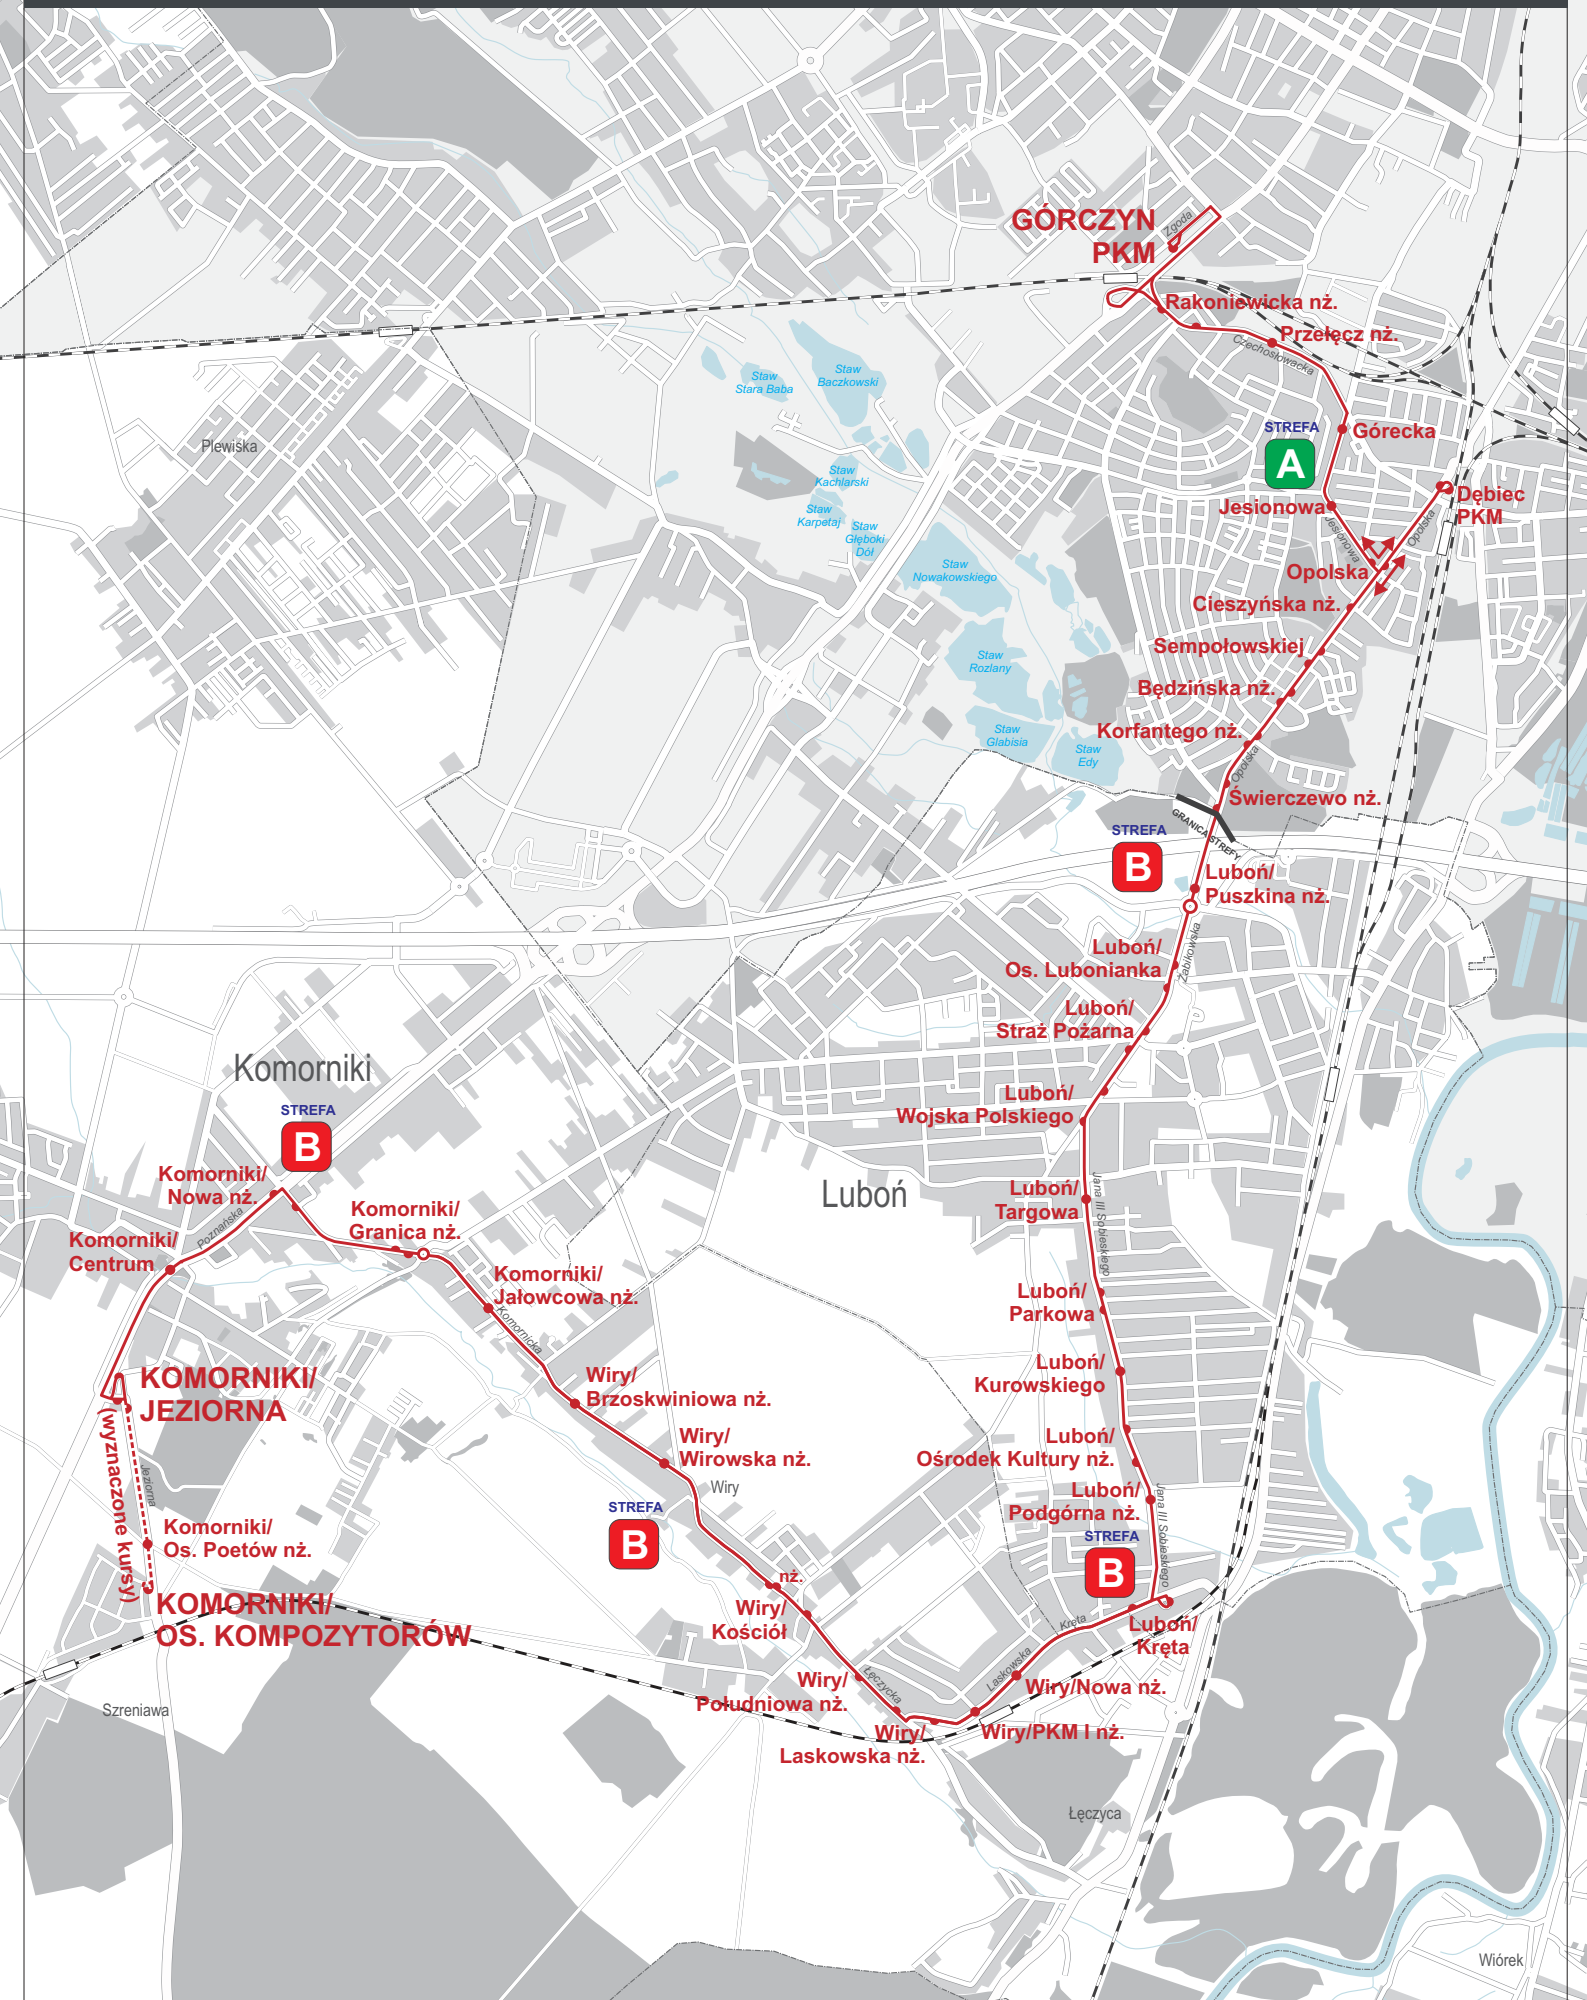 GÓRCZYN
PKM
Zgoda
Rakoniewicka nż.
Przełęcz nż.
Czechosłowacka
STREFA
A
Górecka
Dębiec
PKM
Jesionowa
Jesionowa
Opolska
Opolska
Cieszyńska nż.
Sempołowskiej
Będzińska nż.
Korfantego nż.
Opolska
Świerczewo nż.
GRANICA STREFY
STREFA
B
Staw
Stara Baba
Staw
Baczkowski
Staw
Kachlarski
Staw
Karpetaj
Staw
Głęboki
Dół
Staw
Nowakowskiego
Staw
Rozlany
Staw
Glabisia
Staw
Edy
Plewiska
Luboń/
Puszkina nż.
Luboń/
Os. Lubonianka
Żabikowska
Luboń/
Straż Pożarna
Luboń/
Wojska Polskiego
Luboń
Luboń/
Targowa
Jana III Sobieskiego
Luboń/
Parkowa
Luboń/
Kurowskiego
Luboń/
Ośrodek Kultury nż.
Luboń/
Podgórna nż.
Jana III Sobieskiego
STREFA
B
Luboń/
Kręta
Kręta
Laskowska
Wiry/Nowa nż.
Wiry/PKM I nż.
Wiry/
Laskowska nż.
Łęczycka
Wiry/
Południowa nż.
nż.
Wiry/
Kościół
STREFA
B
Wiry
Wiry/
Wirowska nż.
Wiry/
Brzoskwiniowa nż.
Komornicka
Komorniki/
Jałowcowa nż.
Komorniki/
Granica nż.
Komorniki
STREFA
B
Komorniki/
Nowa nż.
Poznańska
Komorniki/
Centrum
KOMORNIKI/
JEZIORNA
(wyznaczone kursy)
Jeziorna
Komorniki/
Os. Poetów nż.
KOMORNIKI/
OS. KOMPOZYTORÓW
Szreniawa
Łęczyca
Wiórek